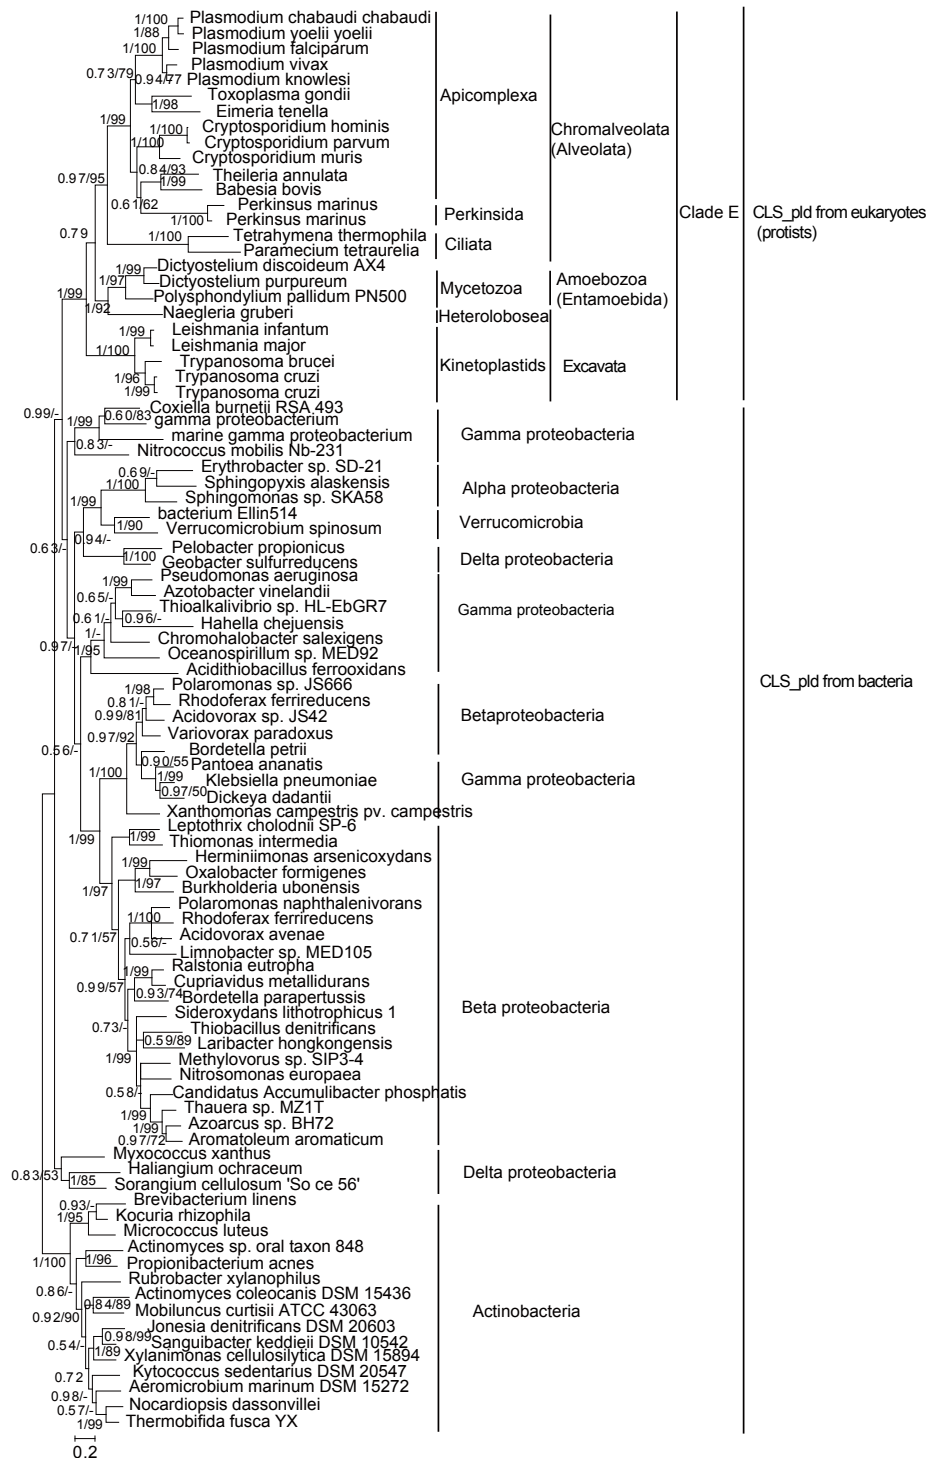 1/100 Plasmodium chabaudi chabaudi
1/88 Plasmodium yoelii yoelii
1/100 Plasmodium falciparum
Plasmodium vivax
0.73/79 0.94/77 Plasmodium knowlesi
Toxoplasma gondii
Apicomplexa
1/98 Eimeria tenella
1/99 1/100 Cryptosporidium hominis
Chromalveolata
1/100 Cryptosporidium parvum
(Alveolata)
Cryptosporidium muris
0.84/93 Theileria annulata
0.97/95 1/99 Babesia bovis
0.61/62 Perkinsus marinus
Perkinsida
Clade E
CLS_pld from eukaryotes
1/100 Perkinsus marinus
(protists)
0.79 1/100 Tetrahymena thermophila
Ciliata
Paramecium tetraurelia
1/99 Dictyostelium discoideum AX4
1/97 Dictyostelium purpureum
Mycetozoa
Amoebozoa
1/99 Polysphondylium pallidum PN500
(Entamoebida)
1/92 Naegleria gruberi
Heterolobosea
1/99 Leishmania infantum
1/100 Leishmania major
Trypanosoma brucei
Kinetoplastids
Excavata
1/96 Trypanosoma cruzi
1/99 Trypanosoma cruzi
0.99/- Coxiella burnetii RSA 493
1/99 0.60/83 gamma proteobacterium
marine gamma proteobacterium
Gamma proteobacteria
0.83/- Nitrococcus mobilis Nb-231
0.69/- Erythrobacter sp. SD-21
1/100 Sphingopyxis alaskensis
Alpha proteobacteria
1/99 Sphingomonas sp. SKA58
bacterium Ellin514
Verrucomicrobia
1/90 Verrucomicrobium spinosum
0.63/- 0.94/- Pelobacter propionicus
Delta proteobacteria
1/100 Geobacter sulfurreducens
1/99 Pseudomonas aeruginosa
0.65/- Azotobacter vinelandii
Thioalkalivibrio sp. HL-EbGR7
Gamma proteobacteria
0.61/- 0.96/- Hahella chejuensis
1/- Chromohalobacter salexigens
0.97/- 1/95 Oceanospirillum sp. MED92
Acidithiobacillus ferrooxidans
CLS_pld from bacteria
1/98 Polaromonas sp. JS666
0.81/- Rhodoferax ferrireducens
0.99/81 Acidovorax sp. JS42
Betaproteobacteria
0.97/92 Variovorax paradoxus
0.56/- Bordetella petrii
0.90/55 Pantoea ananatis
1/100 1/99 Klebsiella pneumoniae
Gamma proteobacteria
0.97/50 Dickeya dadantii
Xanthomonas campestris pv. campestris
Leptothrix cholodnii SP-6
1/99 1/99 Thiomonas intermedia
1/99 Herminiimonas arsenicoxydans
Oxalobacter formigenes
1/97 1/97 Burkholderia ubonensis
Polaromonas naphthalenivorans
1/100 Rhodoferax ferrireducens
0.71/57 0.56/- Acidovorax avenae
Limnobacter sp. MED105
1/99 Ralstonia eutropha
0.99/57 Cupriavidus metallidurans
0.93/74 Bordetella parapertussis
Beta proteobacteria
Sideroxydans lithotrophicus 1
0.73/- Thiobacillus denitrificans
0.59/89 Laribacter hongkongensis
1/99 Methylovorus sp. SIP3-4
Nitrosomonas europaea
0.58/- Candidatus Accumulibacter phosphatis
1/99 Thauera sp. MZ1T
1/99 Azoarcus sp. BH72
0.97/72 Aromatoleum aromaticum
Myxococcus xanthus
0.83/53 Haliangium ochraceum
Delta proteobacteria
1/85 Sorangium cellulosum 'So ce 56'
0.93/- Brevibacterium linens
1/95 Kocuria rhizophila
Micrococcus luteus
1/100 Actinomyces sp. oral taxon 848
1/96 Propionibacterium acnes
0.86/- Rubrobacter xylanophilus
0.84/89 Actinomyces coleocanis DSM 15436
0.92/90 Mobiluncus curtisii ATCC 43063
Actinobacteria
Jonesia denitrificans DSM 20603
0.54/- 0.98/99 Sanguibacter keddieii DSM 10542
1/89 Xylanimonas cellulosilytica DSM 15894
0.72 Kytococcus sedentarius DSM 20547
0.98/- Aeromicrobium marinum DSM 15272
0.57/- Nocardiopsis dassonvillei
1/99 Thermobifida fusca YX
0.2